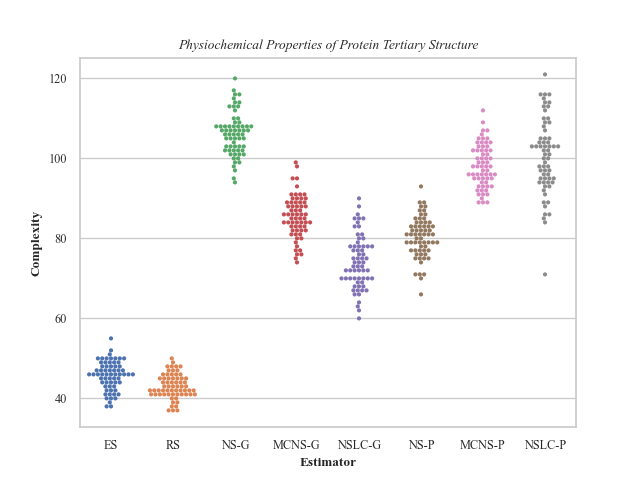 Physiochemical Properties of Protein Tertiary Structure
120
100
80
60
40
Complexity
ES RS NS-G MCNS-G NSLC-G NS-P MCNS-P NSLC-P
Estimator